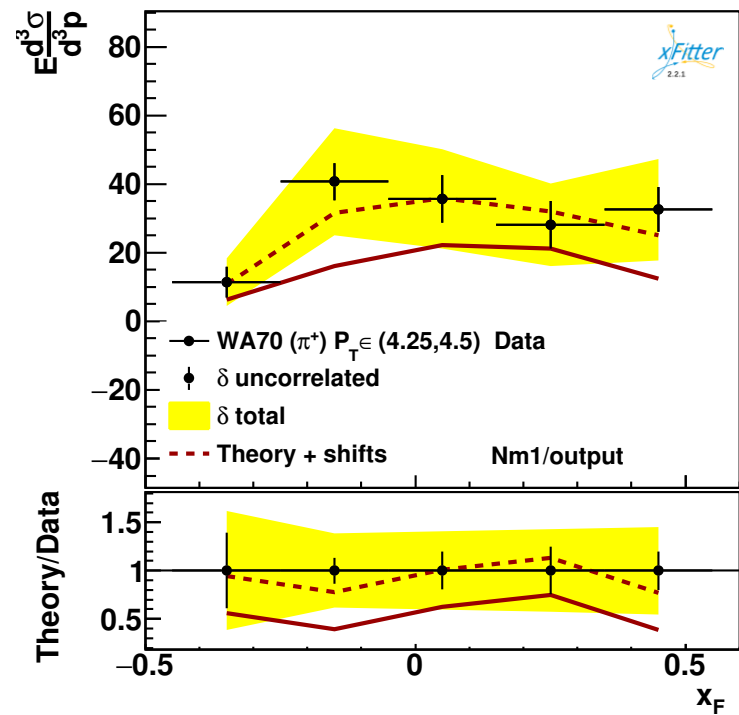 E d³σ/d³p
xFitter
2.2.1
80
60
40
20
0
−20
−40
WA70 (π⁺) P_T ∈ (4.25,4.5) Data
δ uncorrelated
δ total
Theory + shifts
Nm1/output
Theory/Data
1.5
1
0.5
−0.5 0 0.5
x_F